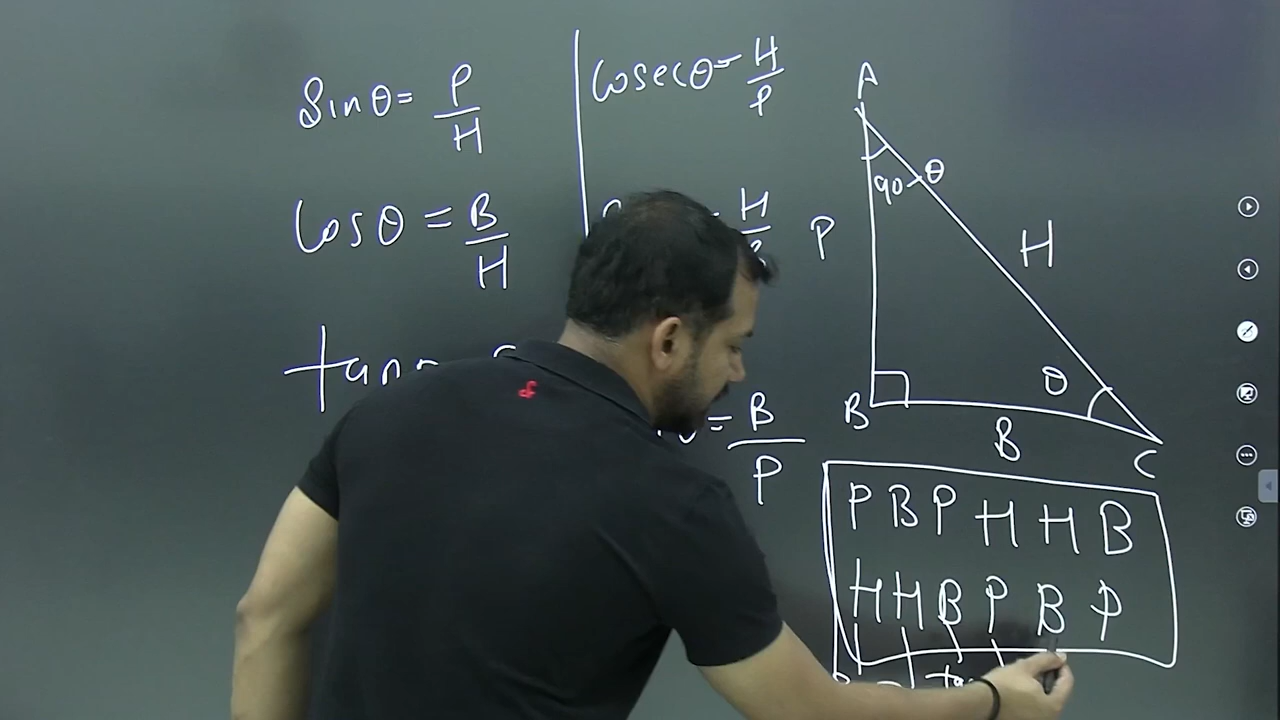 Sinθ = P/H
Cosecθ = H/P
Cosθ = B/H
H
tan
= B/P
A
90-θ
P
H
θ
B
B
C
P B P H H B
H H B P B P